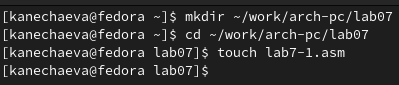 [kanechaeva@fedora ~]$ mkdir ~/work/arch-pc/lab07
[kanechaeva@fedora ~]$ cd ~/work/arch-pc/lab07
[kanechaeva@fedora lab07]$ touch lab7-1.asm
[kanechaeva@fedora lab07]$